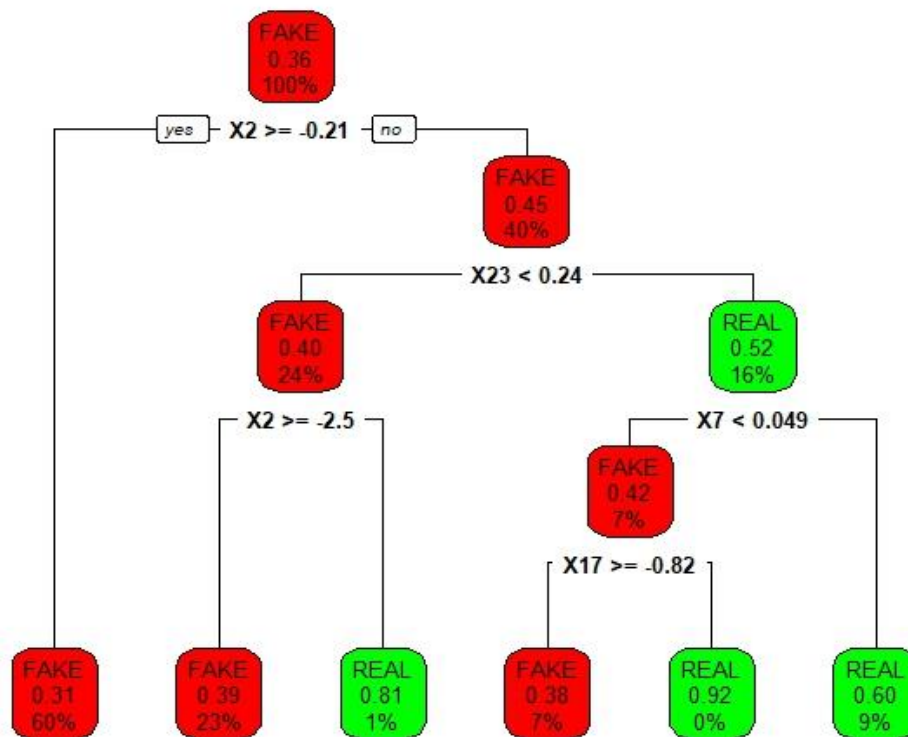 FAKE
0.36
100%
yes X2 >= -0.21 no
FAKE
0.45
40%
X23 < 0.24
FAKE
0.40
24%
REAL
0.52
16%
X2 >= -2.5
X7 < 0.049
FAKE
0.42
7%
X17 >= -0.82
FAKE
0.31
60%
FAKE
0.39
23%
REAL
0.81
1%
FAKE
0.38
7%
REAL
0.92
0%
REAL
0.60
9%